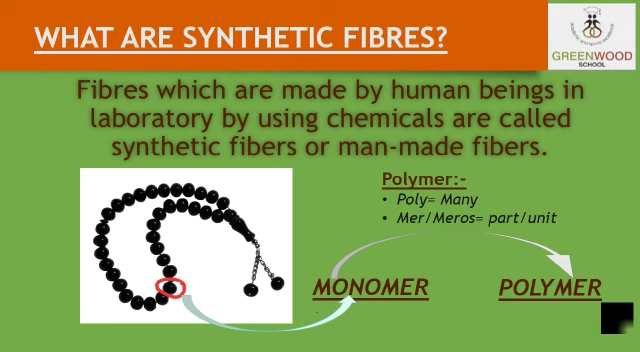 WHAT ARE SYNTHETIC FIBRES?
GREENWOOD
SCHOOL
Fibres which are made by human beings in
laboratory by using chemicals are called
synthetic fibers or man-made fibers.
Polymer:-
• Poly= Many
• Mer/Meros= part/unit
MONOMER
POLYMER